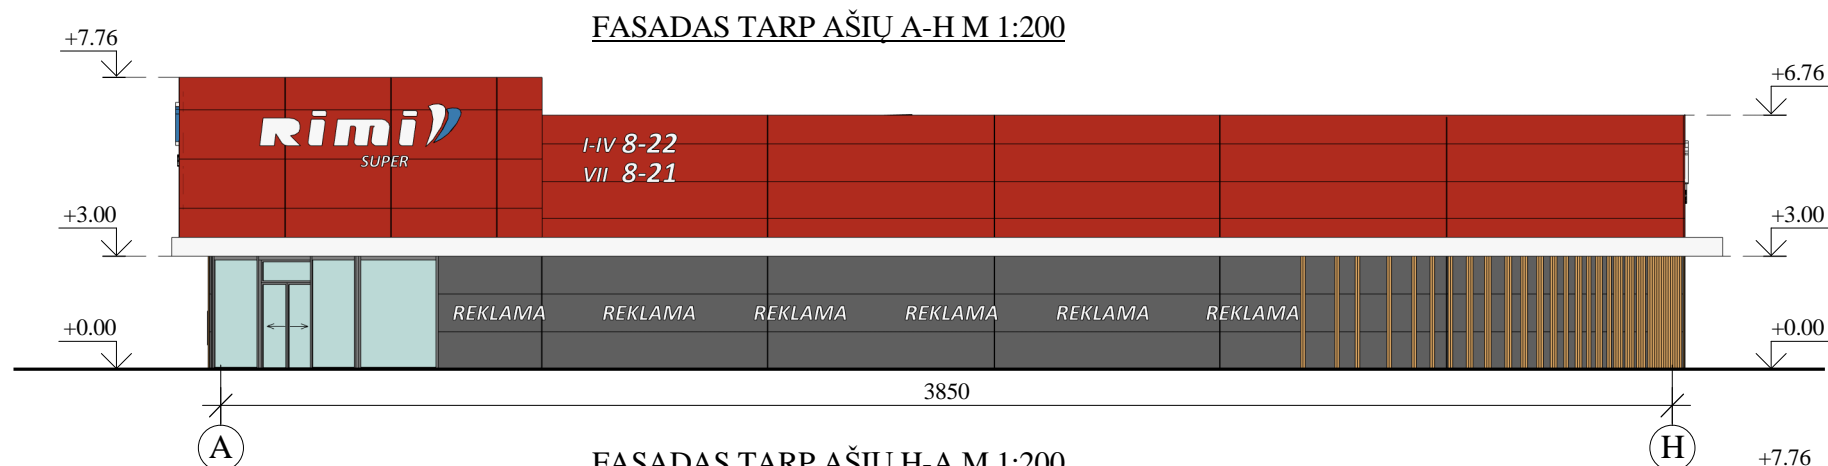 FASADAS TARP AŠIŲ A-H M 1:200
+7.76
+6.76
Rimi
SUPER
I-IV 8-22
VII 8-21
+3.00
+3.00
REKLAMA REKLAMA REKLAMA REKLAMA REKLAMA REKLAMA
+0.00
+0.00
3850
A
H
FASADAS TARP AŠIŲ H-A M 1:200
+7.76